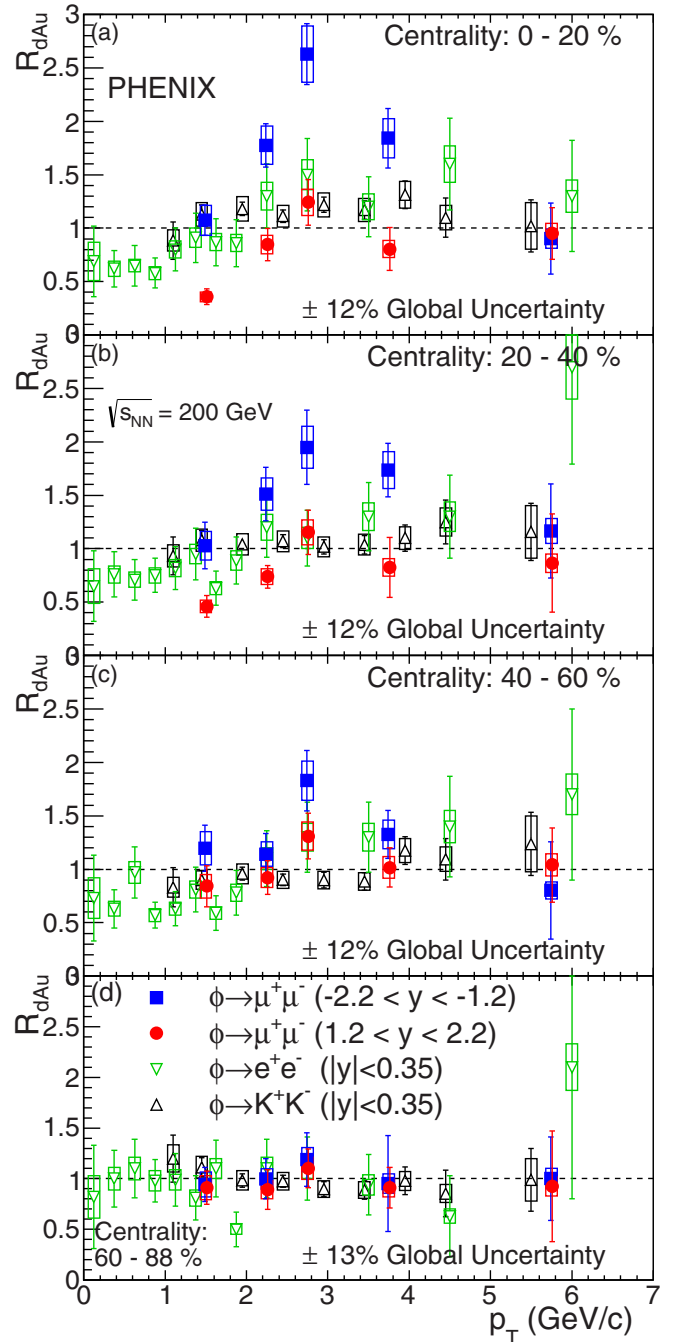 R_dAu
3
(a)
Centrality: 0 - 20 %
2.5
PHENIX
2
1.5
1
0.5
± 12% Global Uncertainty
R_dAu
3
0
(b)
Centrality: 20 - 40 %
2.5
√s_NN = 200 GeV
2
1.5
1
0.5
± 12% Global Uncertainty
R_dAu
3
0
(c)
Centrality: 40 - 60 %
2.5
2
1.5
1
0.5
± 12% Global Uncertainty
R_dAu
3
0
(d)
ϕ→μ⁺μ⁻ (-2.2 < y < -1.2)
2.5
ϕ→μ⁺μ⁻ (1.2 < y < 2.2)
2
ϕ→e⁺e⁻ (|y|<0.35)
ϕ→K⁺K⁻ (|y|<0.35)
1.5
1
0.5
Centrality:
60 - 88 %
± 13% Global Uncertainty
0
0 1 2 3 4 5 6 7
p_T (GeV/c)